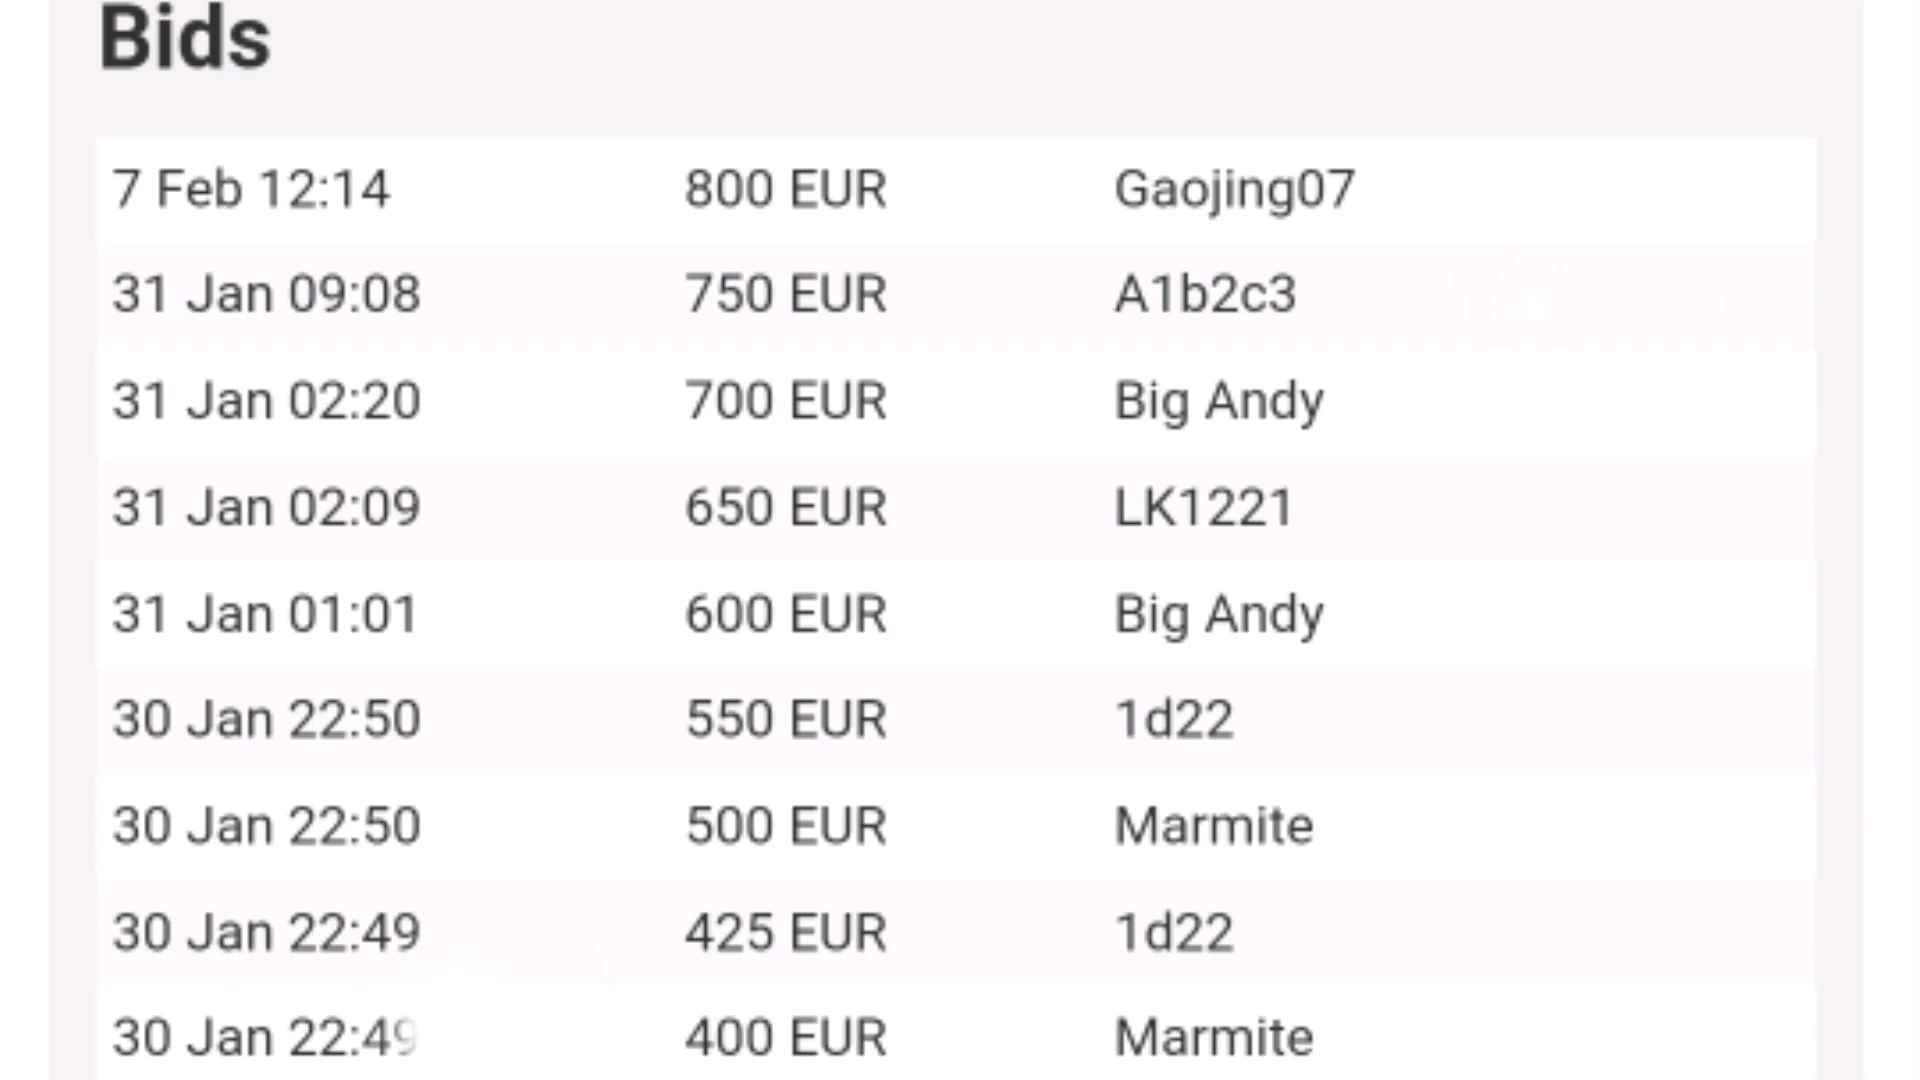 Bids
7 Feb 12:14 800 EUR Gaojing07
31 Jan 09:08 750 EUR A1b2c3
31 Jan 02:20 700 EUR Big Andy
31 Jan 02:09 650 EUR LK1221
31 Jan 01:01 600 EUR Big Andy
30 Jan 22:50 550 EUR 1d22
30 Jan 22:50 500 EUR Marmite
30 Jan 22:49 425 EUR 1d22
30 Jan 22:49 400 EUR Marmite